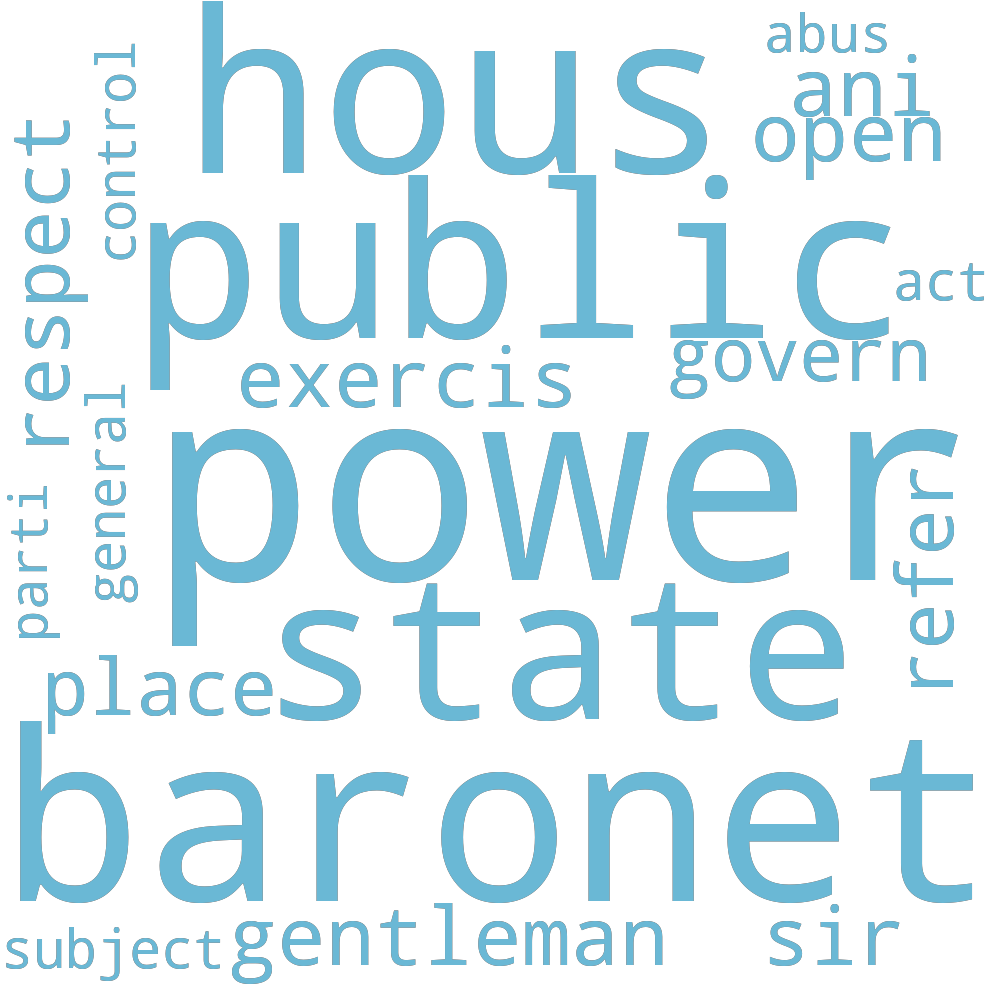 hous
abus
ani
open
control
respect
public
act
exercis
govern
general
parti
power
refer
state
place
baronet
subject
gentleman
sir